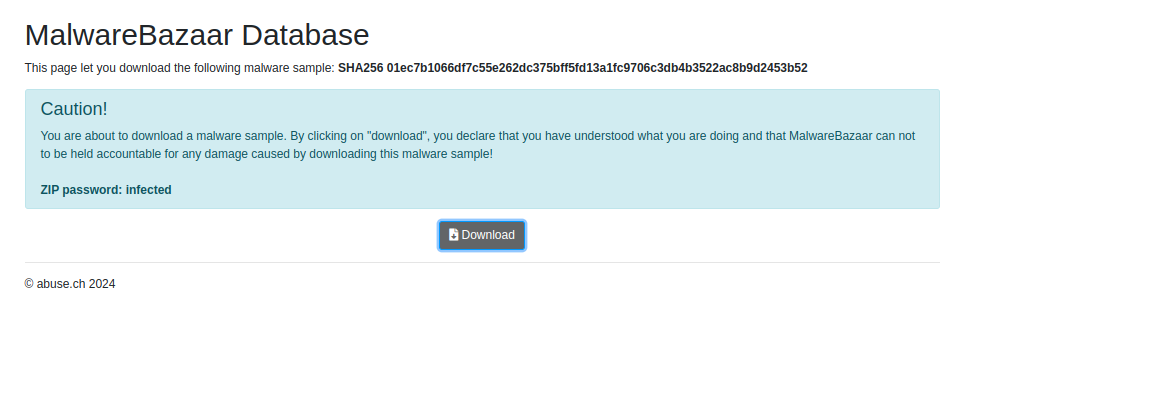 MalwareBazaar Database
This page let you download the following malware sample: SHA256 01ec7b1066df7c55e262dc375bff5fd13a1fc9706c3db4b3522ac8b9d2453b52
Caution!
You are about to download a malware sample. By clicking on "download", you declare that you have understood what you are doing and that MalwareBazaar can not
to be held accountable for any damage caused by downloading this malware sample!
ZIP password: infected
Download
© abuse.ch 2024